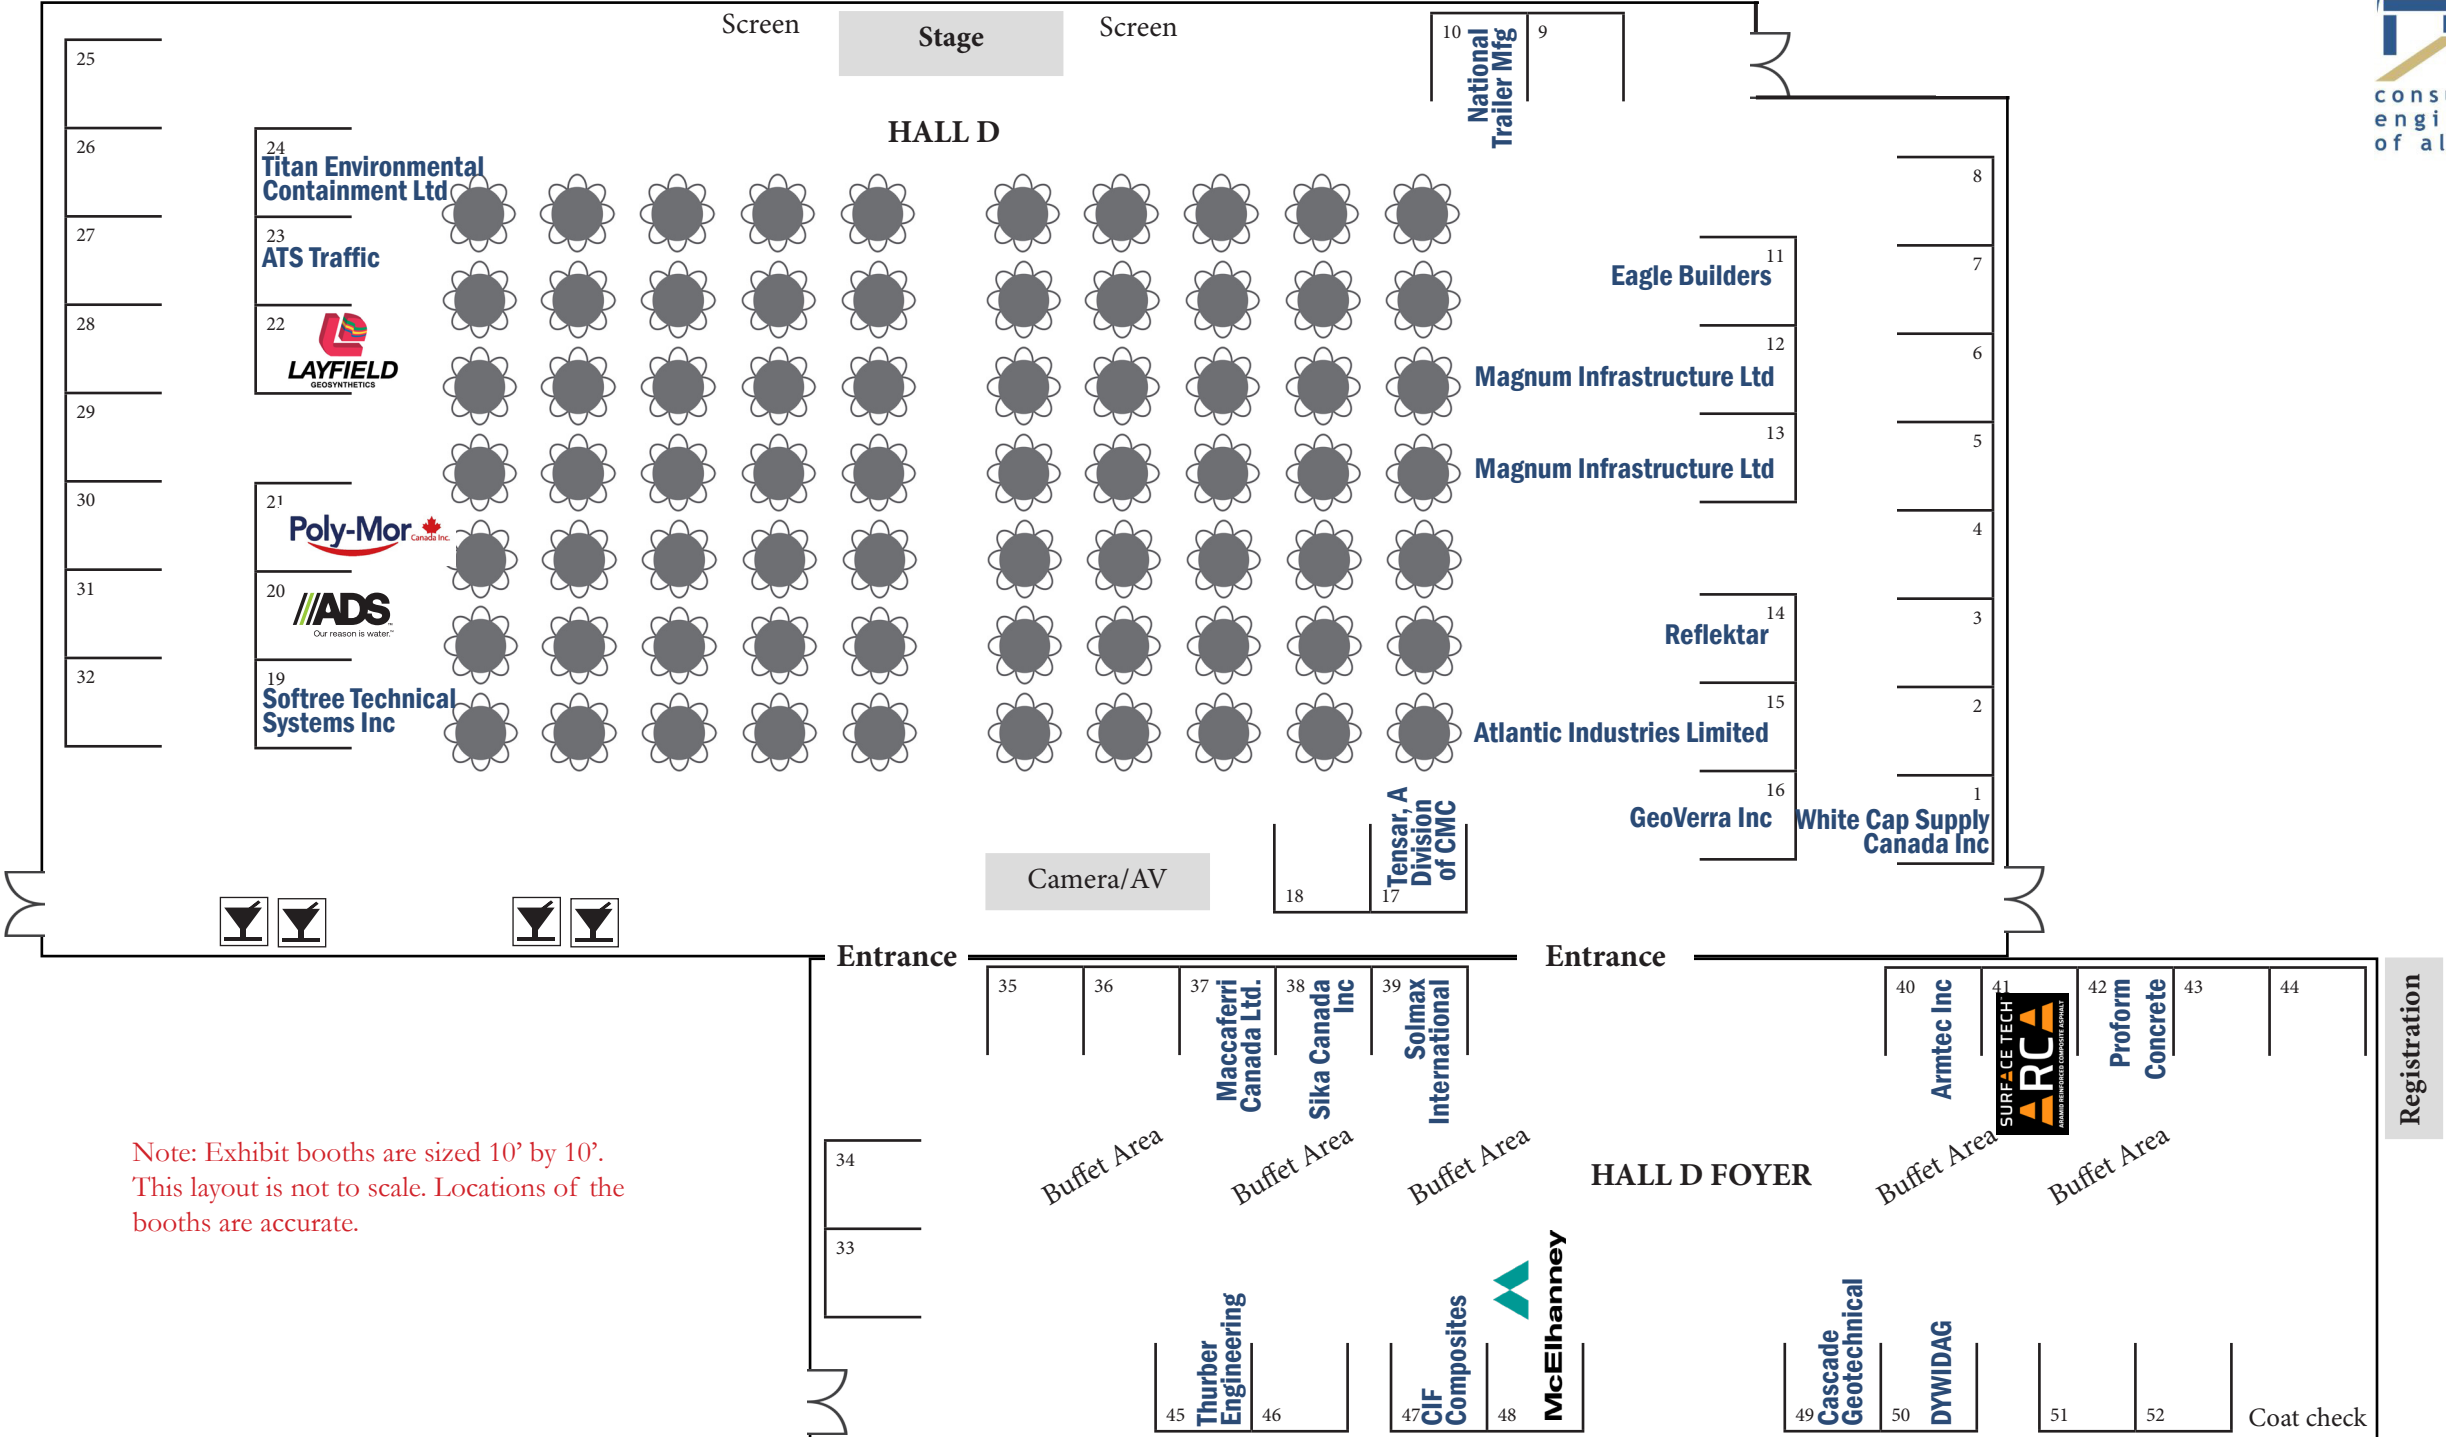 Screen
Stage
Screen
HALL D
10
National
Trailer Mfg
9
25
26
27
28
29
30
31
32
24
Titan Environmental
Containment Ltd
23
ATS Traffic
22
LAYFIELD
GEOSYNTHETICS
21
Poly-Mor
Canada Inc.
20
ADS
Our reason is water.™
19
Softree Technical
Systems Inc
11
Eagle Builders
12
Magnum Infrastructure Ltd
13
Magnum Infrastructure Ltd
14
Reflektar
15
Atlantic Industries Limited
16
GeoVerra Inc
8
7
6
5
4
3
2
1
White Cap Supply
Canada Inc
Camera/AV
18
17
Tensar, A
Division
of CMC
Entrance
Entrance
35
36
37
Maccaferri
Canada Ltd.
38
Sika Canada
Inc
39
Solmax
International
40
Armtec Inc
41
SURFACE TECH
ARCA
ARAMID REINFORCED COMPOSITE ASPHALT
42
Proform
Concrete
43
44
Registration
Buffet Area
Buffet Area
Buffet Area
HALL D FOYER
Buffet Area
Buffet Area
34
33
Note: Exhibit booths are sized 10’ by 10’.
This layout is not to scale. Locations of the
booths are accurate.
45
Thurber
Engineering
46
47
CIF
Composites
48
McElhanney
49
Cascade
Geotechnical
50
DYWIDAG
51
52
Coat check